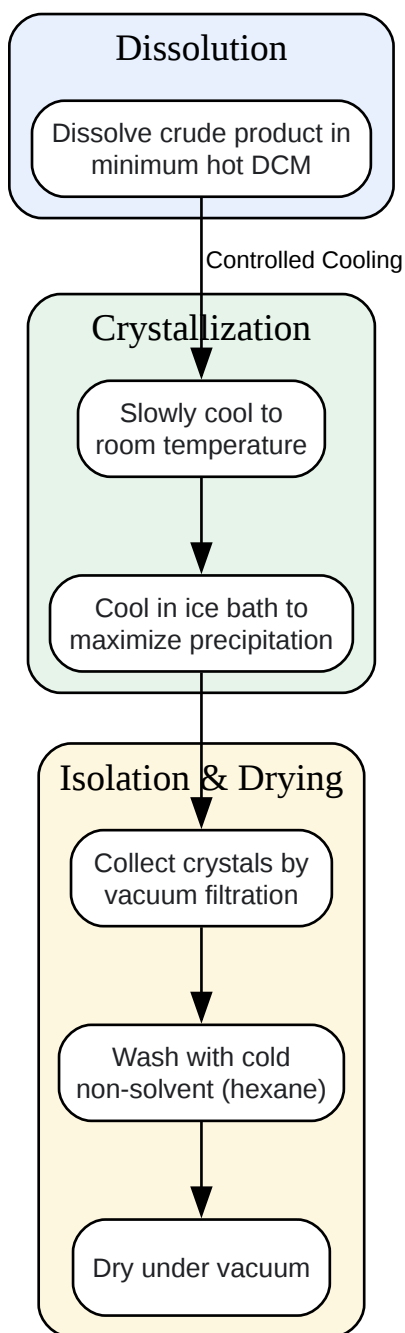 Dissolution
Dissolve crude product in
minimum hot DCM
Controlled Cooling
Crystallization
Slowly cool to
room temperature
Cool in ice bath to
maximize precipitation
Isolation & Drying
Collect crystals by
vacuum filtration
Wash with cold
non-solvent (hexane)
Dry under vacuum